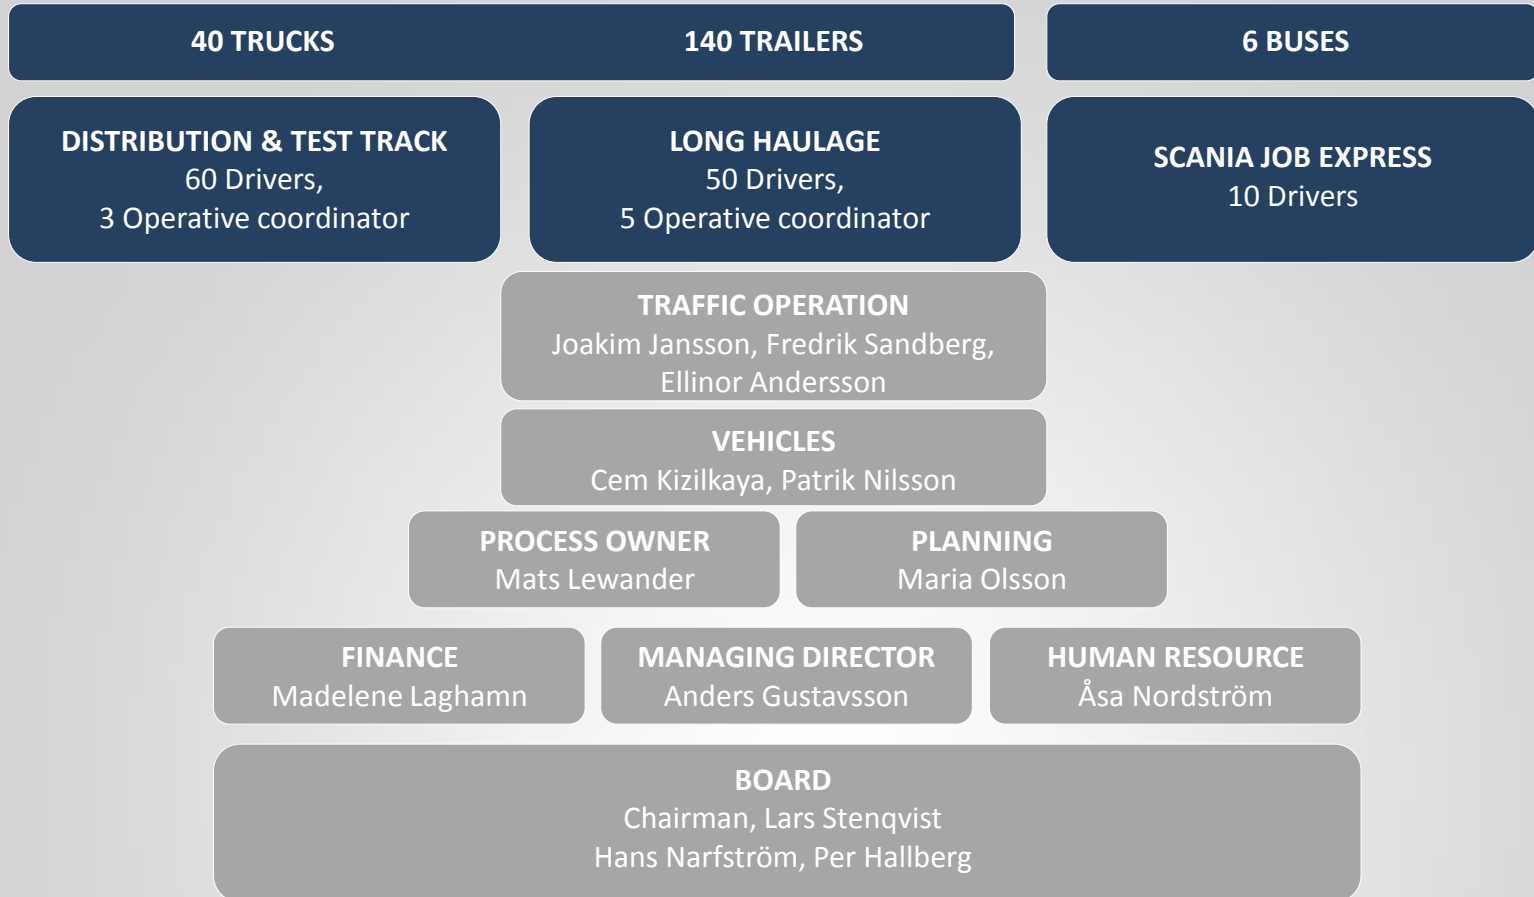 40 TRUCKS 140 TRAILERS
6 BUSES
DISTRIBUTION & TEST TRACK
60 Drivers,
3 Operative coordinator
LONG HAULAGE
50 Drivers,
5 Operative coordinator
SCANIA JOB EXPRESS
10 Drivers
TRAFFIC OPERATION
Joakim Jansson, Fredrik Sandberg,
Ellinor Andersson
VEHICLES
Cem Kizilkaya, Patrik Nilsson
PROCESS OWNER
Mats Lewander
PLANNING
Maria Olsson
FINANCE
Madelene Laghamn
MANAGING DIRECTOR
Anders Gustavsson
HUMAN RESOURCE
Åsa Nordström
BOARD
Chairman, Lars Stenqvist
Hans Narfström, Per Hallberg